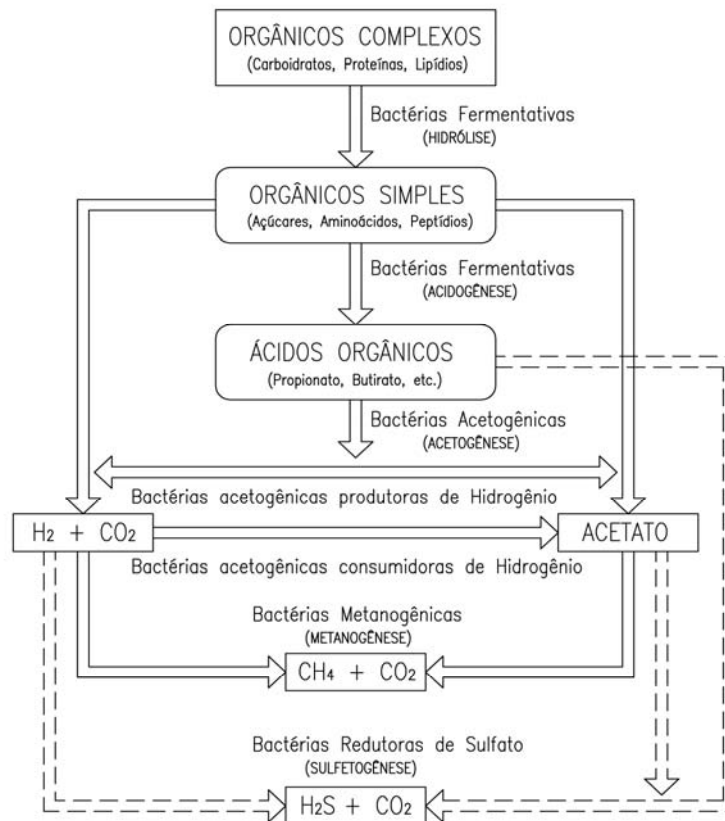 ORGÂNICOS COMPLEXOS
(Carboidratos, Proteínas, Lipídios)
Bactérias Fermentativas
(HIDRÓLISE)
ORGÂNICOS SIMPLES
(Açúcares, Aminoácidos, Peptídios)
Bactérias Fermentativas
(ACIDOGÊNESE)
ÁCIDOS ORGÂNICOS
(Propionato, Butirato, etc.)
Bactérias Acetogênicas
(ACETOGÊNESE)
Bactérias acetogênicas produtoras de Hidrogênio
H₂ + CO₂
ACETATO
Bactérias acetogênicas consumidoras de Hidrogênio
Bactérias Metanogênicas
(METANOGÊNESE)
CH₄ + CO₂
Bactérias Redutoras de Sulfato
(SULFETOGÊNESE)
H₂S + CO₂